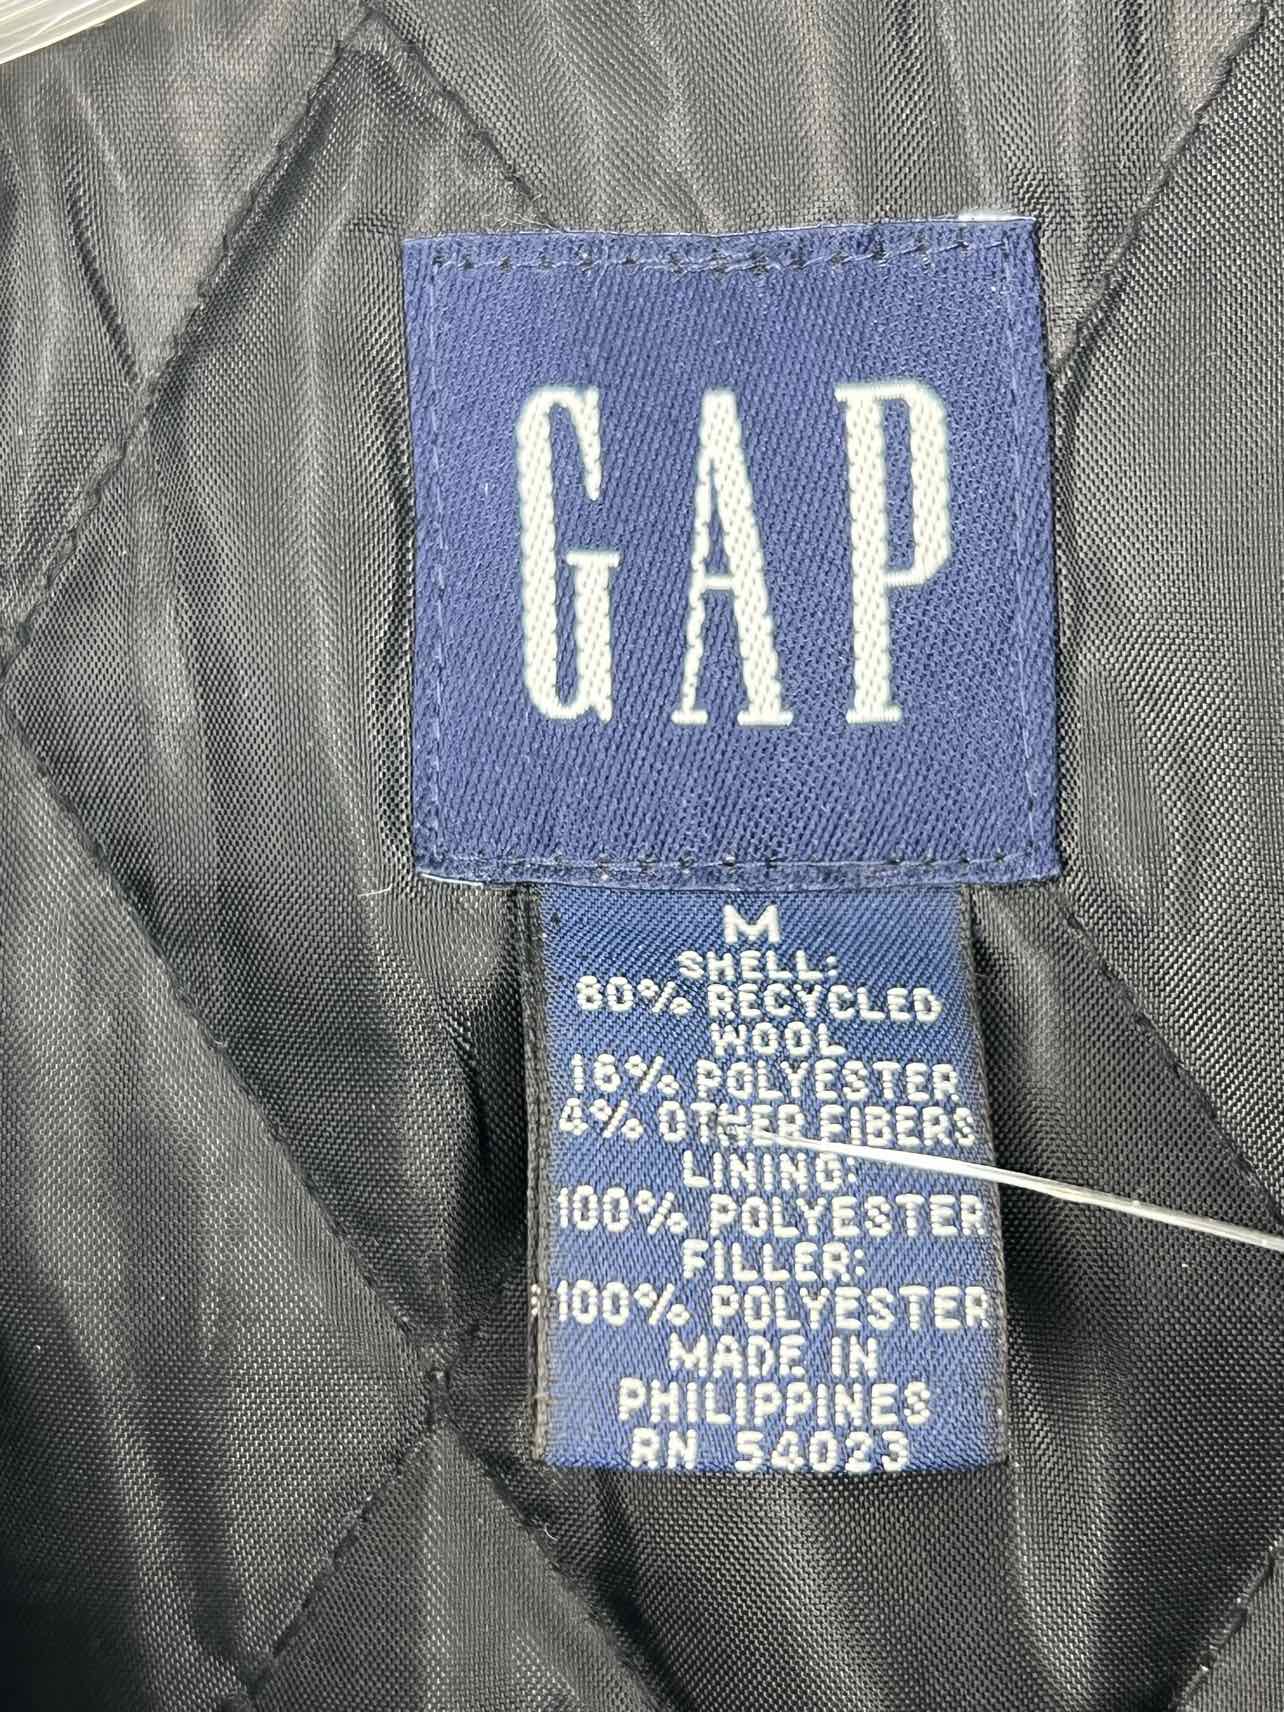 GAP
M
SHELL:
80% RECYCLED
WOOL
16% POLYESTER
4% OTHER FIBERS
LINING:
100% POLYESTER
FILLER:
100% POLYESTER
MADE IN
PHILIPPINES
RN 54023